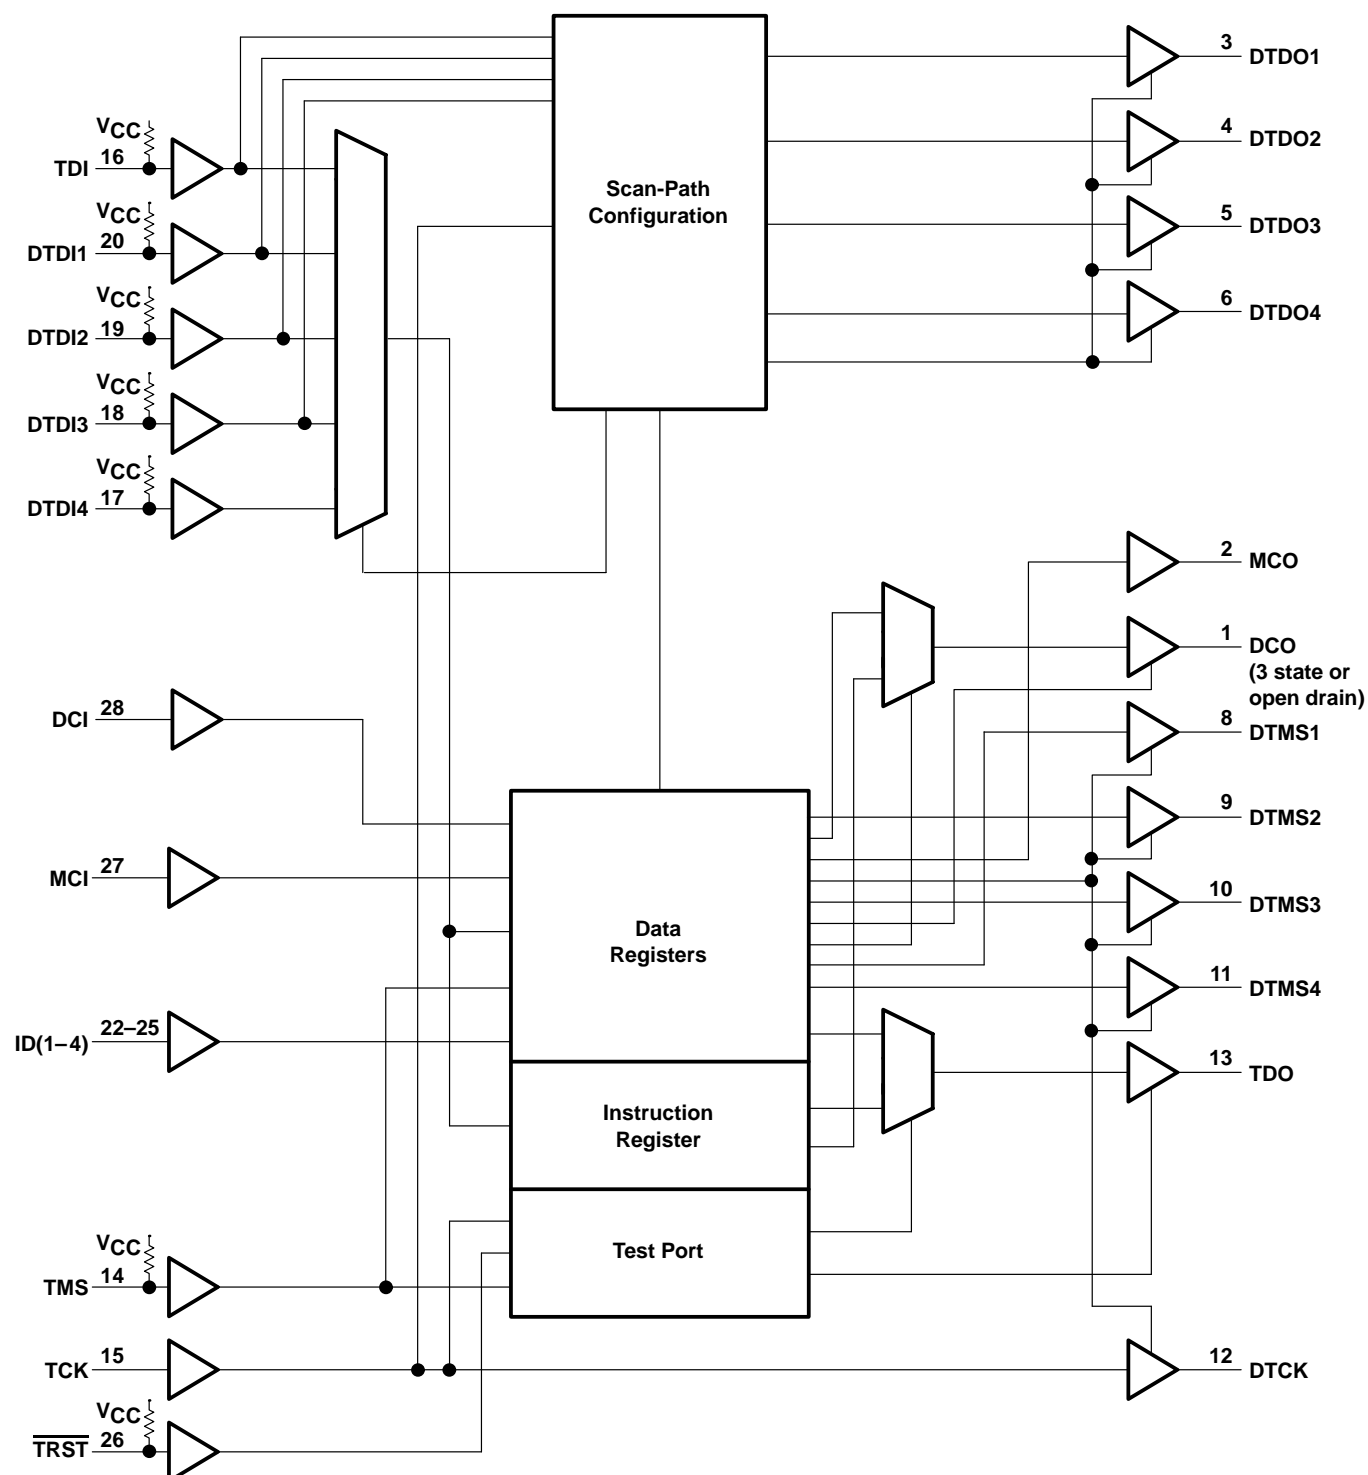 VCC
16
TDI
VCC
20
DTDI1
VCC
19
DTDI2
VCC
18
DTDI3
VCC
17
DTDI4
Scan-Path
Configuration
3
DTDO1
4
DTDO2
5
DTDO3
6
DTDO4
2
MCO
1
DCO
(3 state or
open drain)
28
DCI
27
MCI
22–25
ID(1–4)
Data
Registers
Instruction
Register
Test Port
8
DTMS1
9
DTMS2
10
DTMS3
11
DTMS4
13
TDO
VCC
14
TMS
15
TCK
VCC
26
TRST
12
DTCK